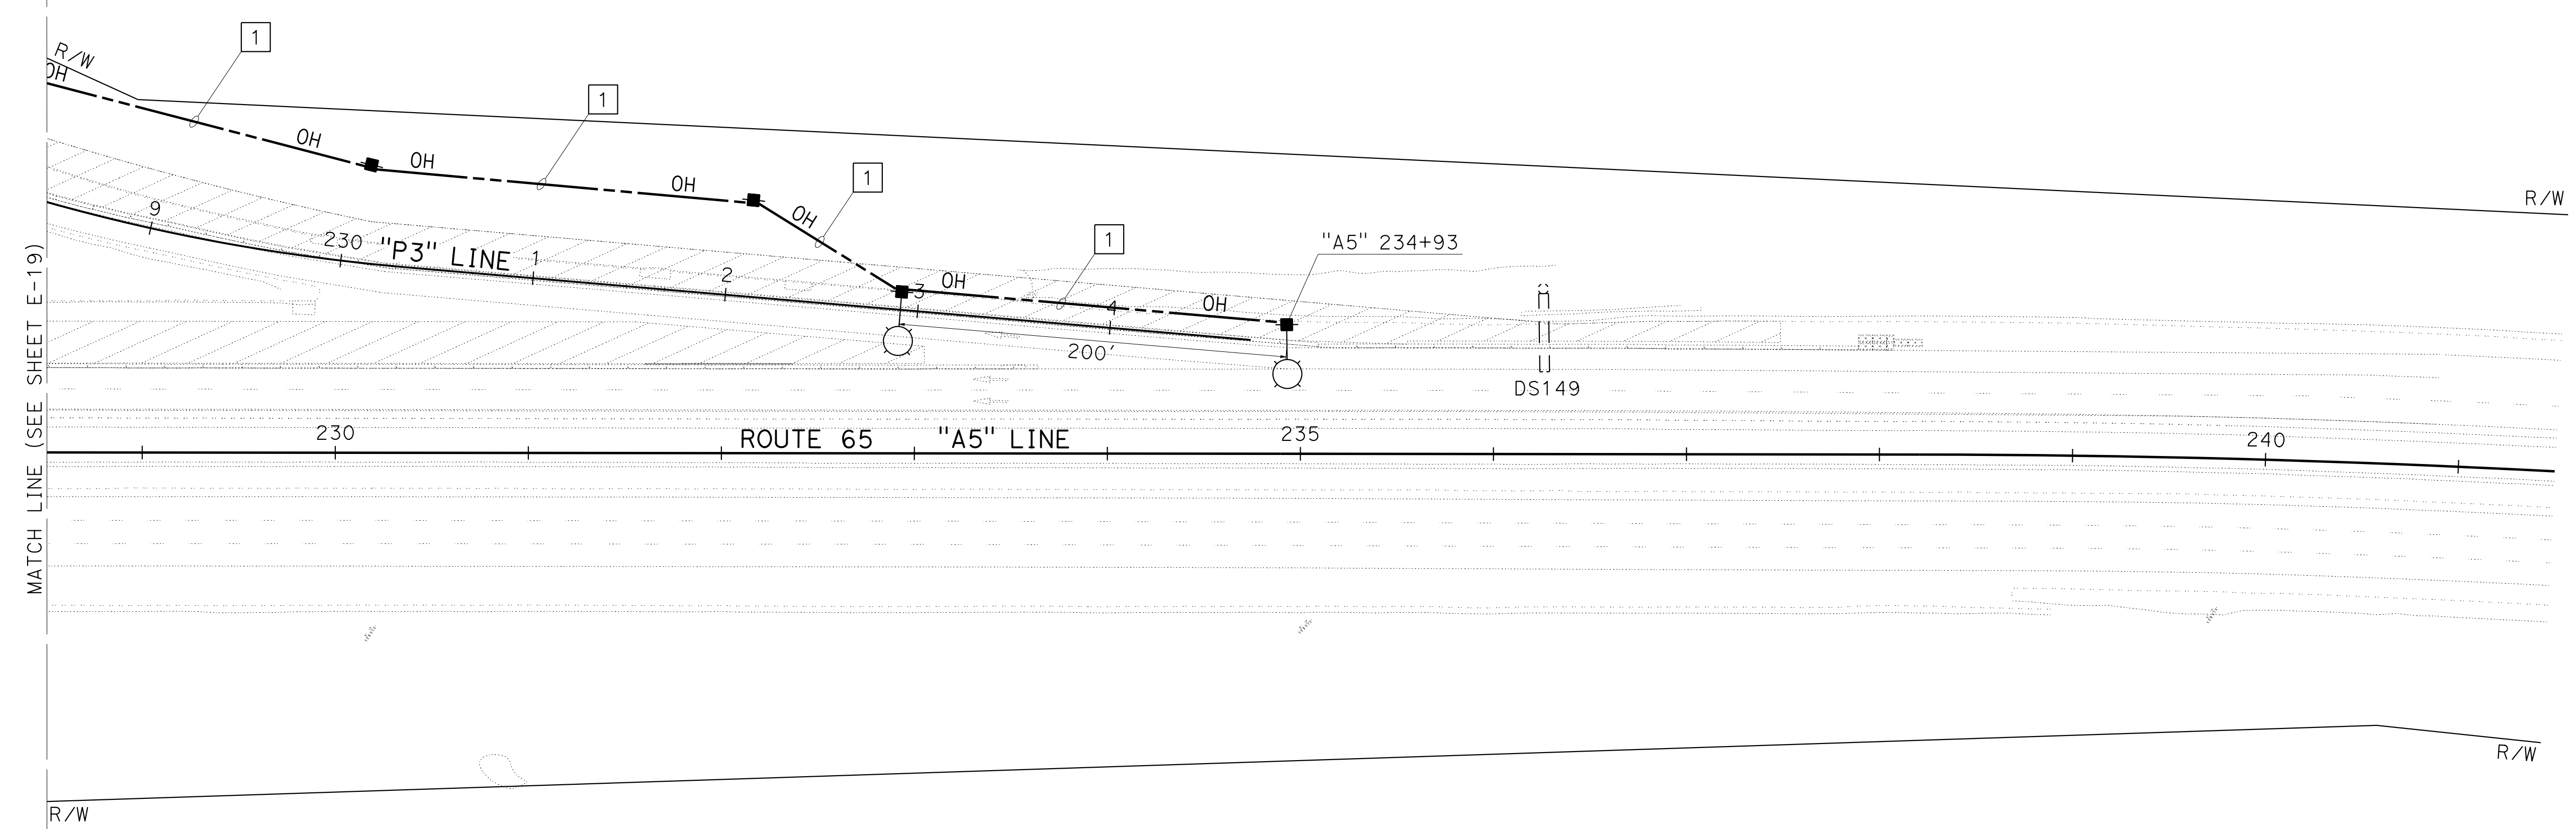 1
R/W
OH
1
OH
OH
1
OH
R/W
OH
9
230
"P3" LINE
1
2
3
OH
1
4
OH
"A5" 234+93
200'
DS149
MATCH LINE (SEE SHEET E-19)
230
ROUTE 65
"A5" LINE
235
240
R/W
R/W